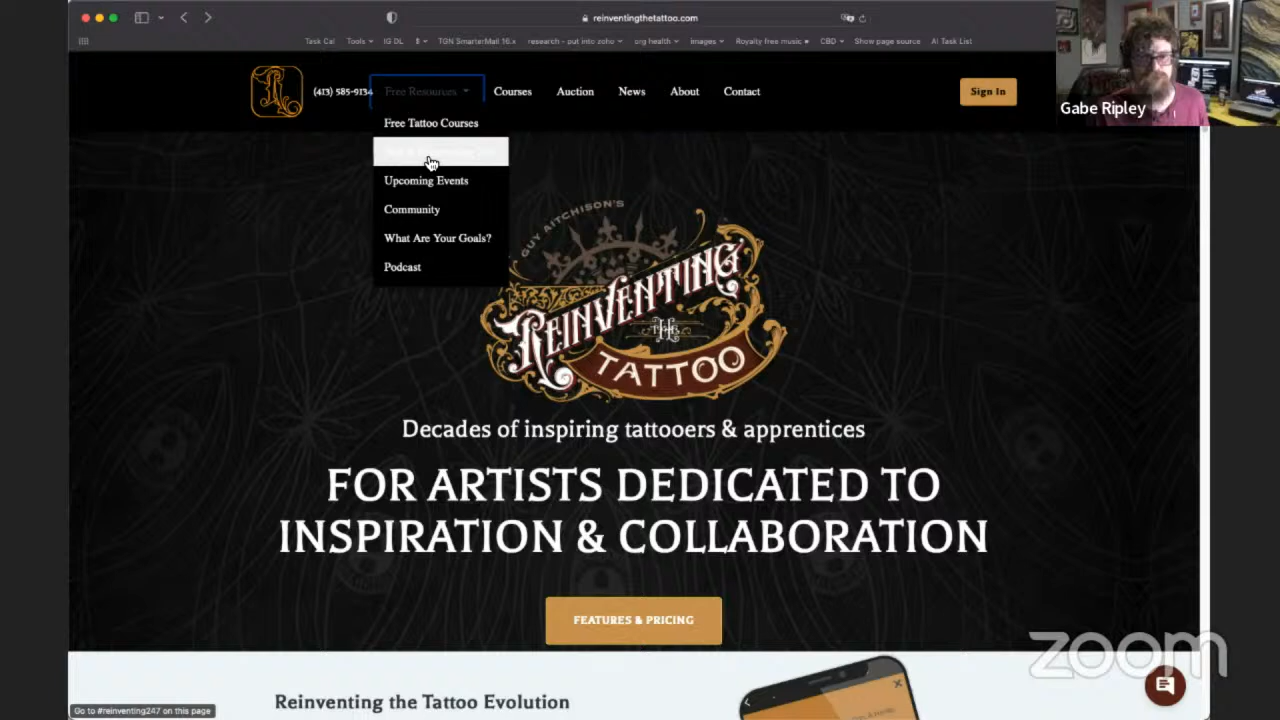 reinventingthetattoo.com
Task Cal Tools IG DL B TGN SmarterMail 16.x research - put into zoho org health images Royalty free music CBD Show page source AI Task List
(413) 585-9134 Free Resources Courses Auction News About Contact Sign In
Gabe Ripley
Free Tattoo Courses
Upcoming Events
Community
What Are Your Goals?
Podcast
GUY AITCHISON'S
REINVENTING
THE
TATTOO
Decades of inspiring tattooers & apprentices
FOR ARTISTS DEDICATED TO
INSPIRATION & COLLABORATION
FEATURES & PRICING
zoom
Reinventing the Tattoo Evolution
Go to #reinventing247 on this page